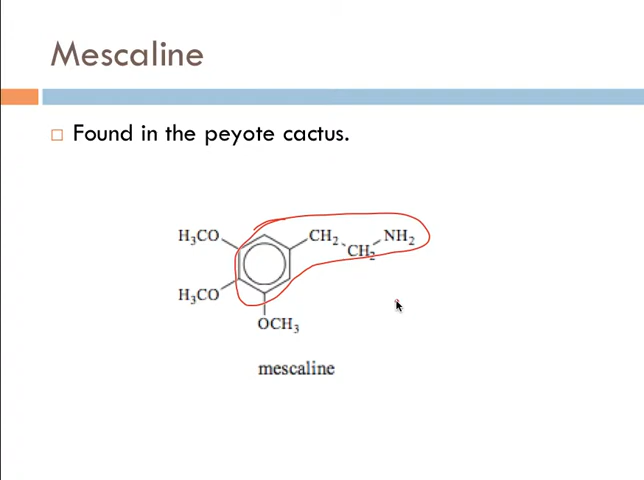 Mescaline
Found in the peyote cactus.
H₃CO
CH₂
CH₂
NH₂
H₃CO
OCH₃
mescaline